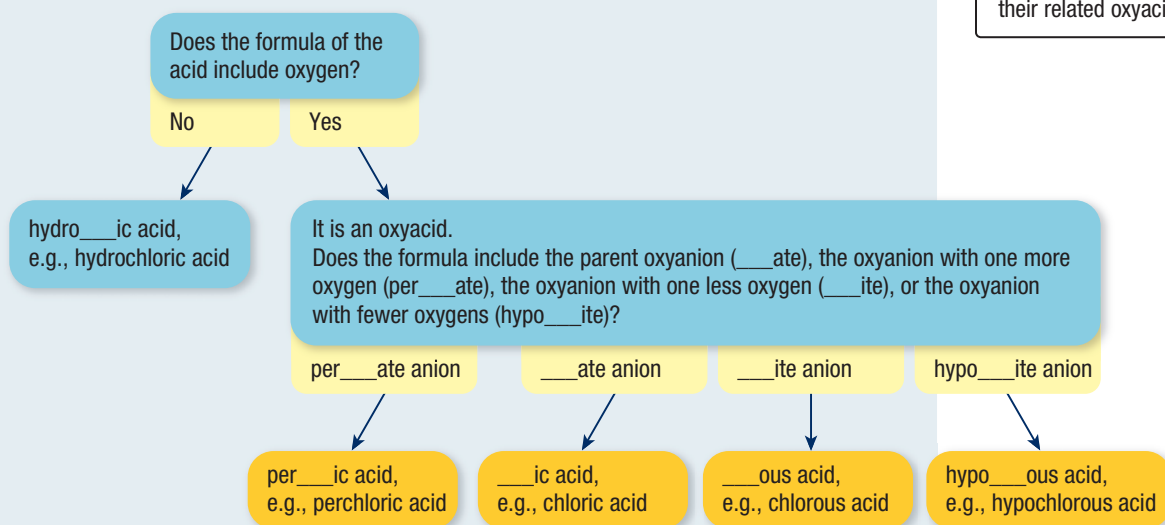 their related oxyaci
Does the formula of the
acid include oxygen?
No
Yes
hydro___ic acid,
e.g., hydrochloric acid
It is an oxyacid.
Does the formula include the parent oxyanion (___ate), the oxyanion with one more
oxygen (per___ate), the oxyanion with one less oxygen (___ite), or the oxyanion
with fewer oxygens (hypo___ite)?
per___ate anion
___ate anion
___ite anion
hypo___ite anion
per___ic acid,
e.g., perchloric acid
___ic acid,
e.g., chloric acid
___ous acid,
e.g., chlorous acid
hypo___ous acid,
e.g., hypochlorous acid